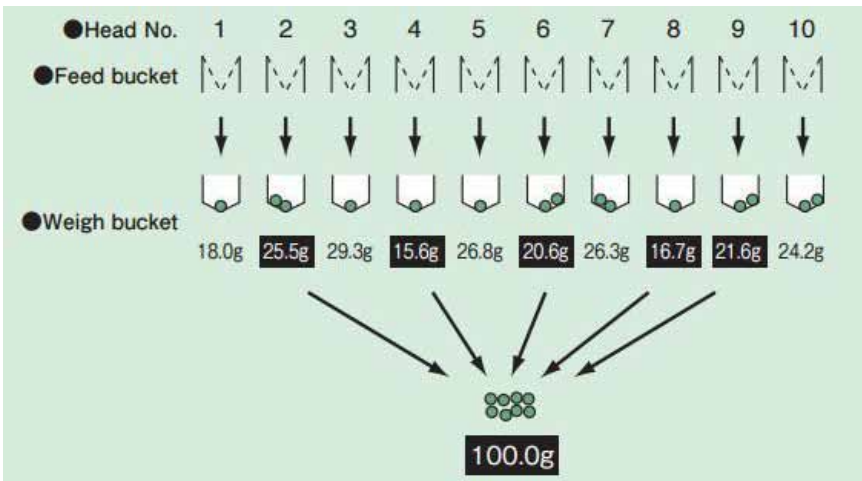 ●Head No. 1 2 3 4 5 6 7 8 9 10
●Feed bucket
●Weigh bucket
18.0g 25.5g 29.3g 15.6g 26.8g 20.6g 26.3g 16.7g 21.6g 24.2g
100.0g